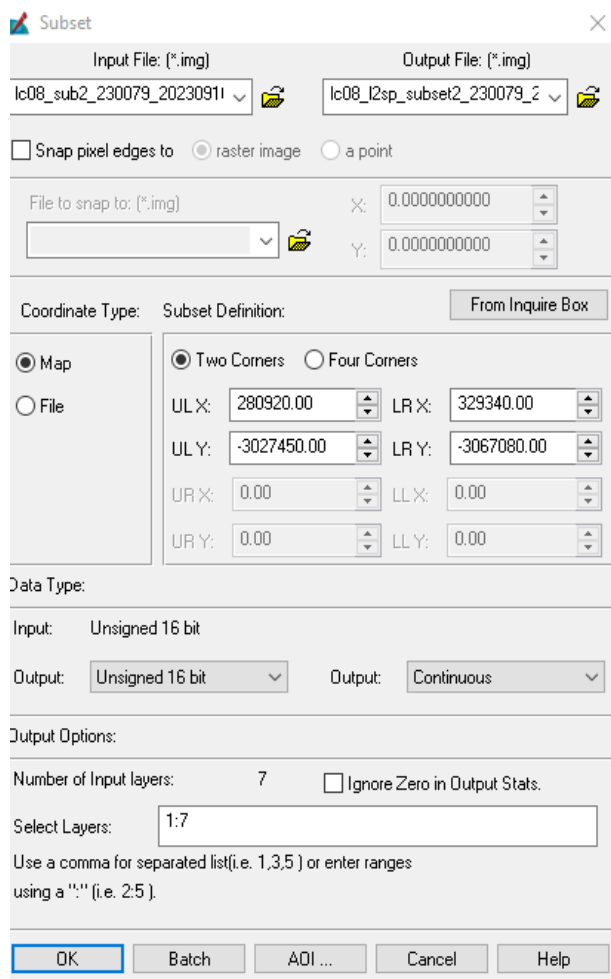 Subset
Input File: (*.img) Output File: (*.img)
lc08_sub2_230079_2023091( lc08_l2sp_subset2_230079_2
Snap pixel edges to raster image a point
File to snap to: (*.img) X: 0.0000000000
Y: 0.0000000000
Coordinate Type: Subset Definition: From Inquire Box
Map Two Corners Four Corners
File UL X: 280920.00 LR X: 329340.00
UL Y: -3027450.00 LR Y: -3067080.00
UR X: 0.00 LL X: 0.00
UR Y: 0.00 LL Y: 0.00
Data Type:
Input: Unsigned 16 bit
Output: Unsigned 16 bit Output: Continuous
Output Options:
Number of Input layers: 7 Ignore Zero in Output Stats.
Select Layers: 1:7
Use a comma for separated list(i.e. 1,3,5 ) or enter ranges
using a ":" (i.e. 2:5 ).
OK Batch AOI ... Cancel Help